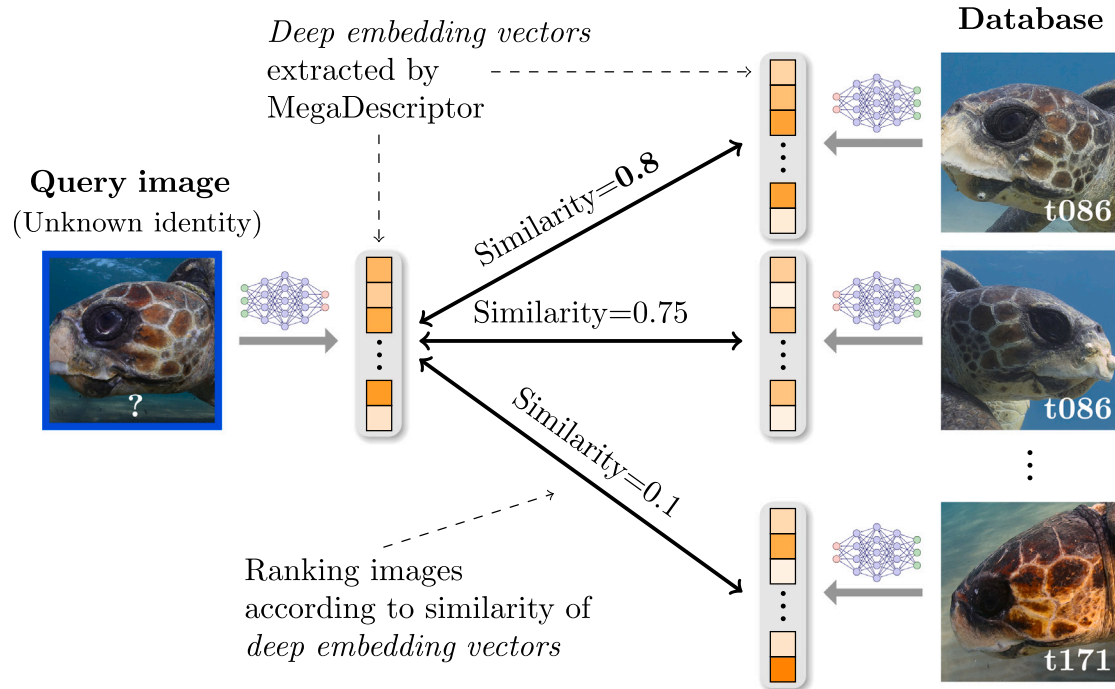 Database
Deep embedding vectors
extracted by
MegaDescriptor
t086
Query image
(Unknown identity)
?
Similarity=0.8
Similarity=0.75
t086
Similarity=0.1
Ranking images
according to similarity of
deep embedding vectors
t171